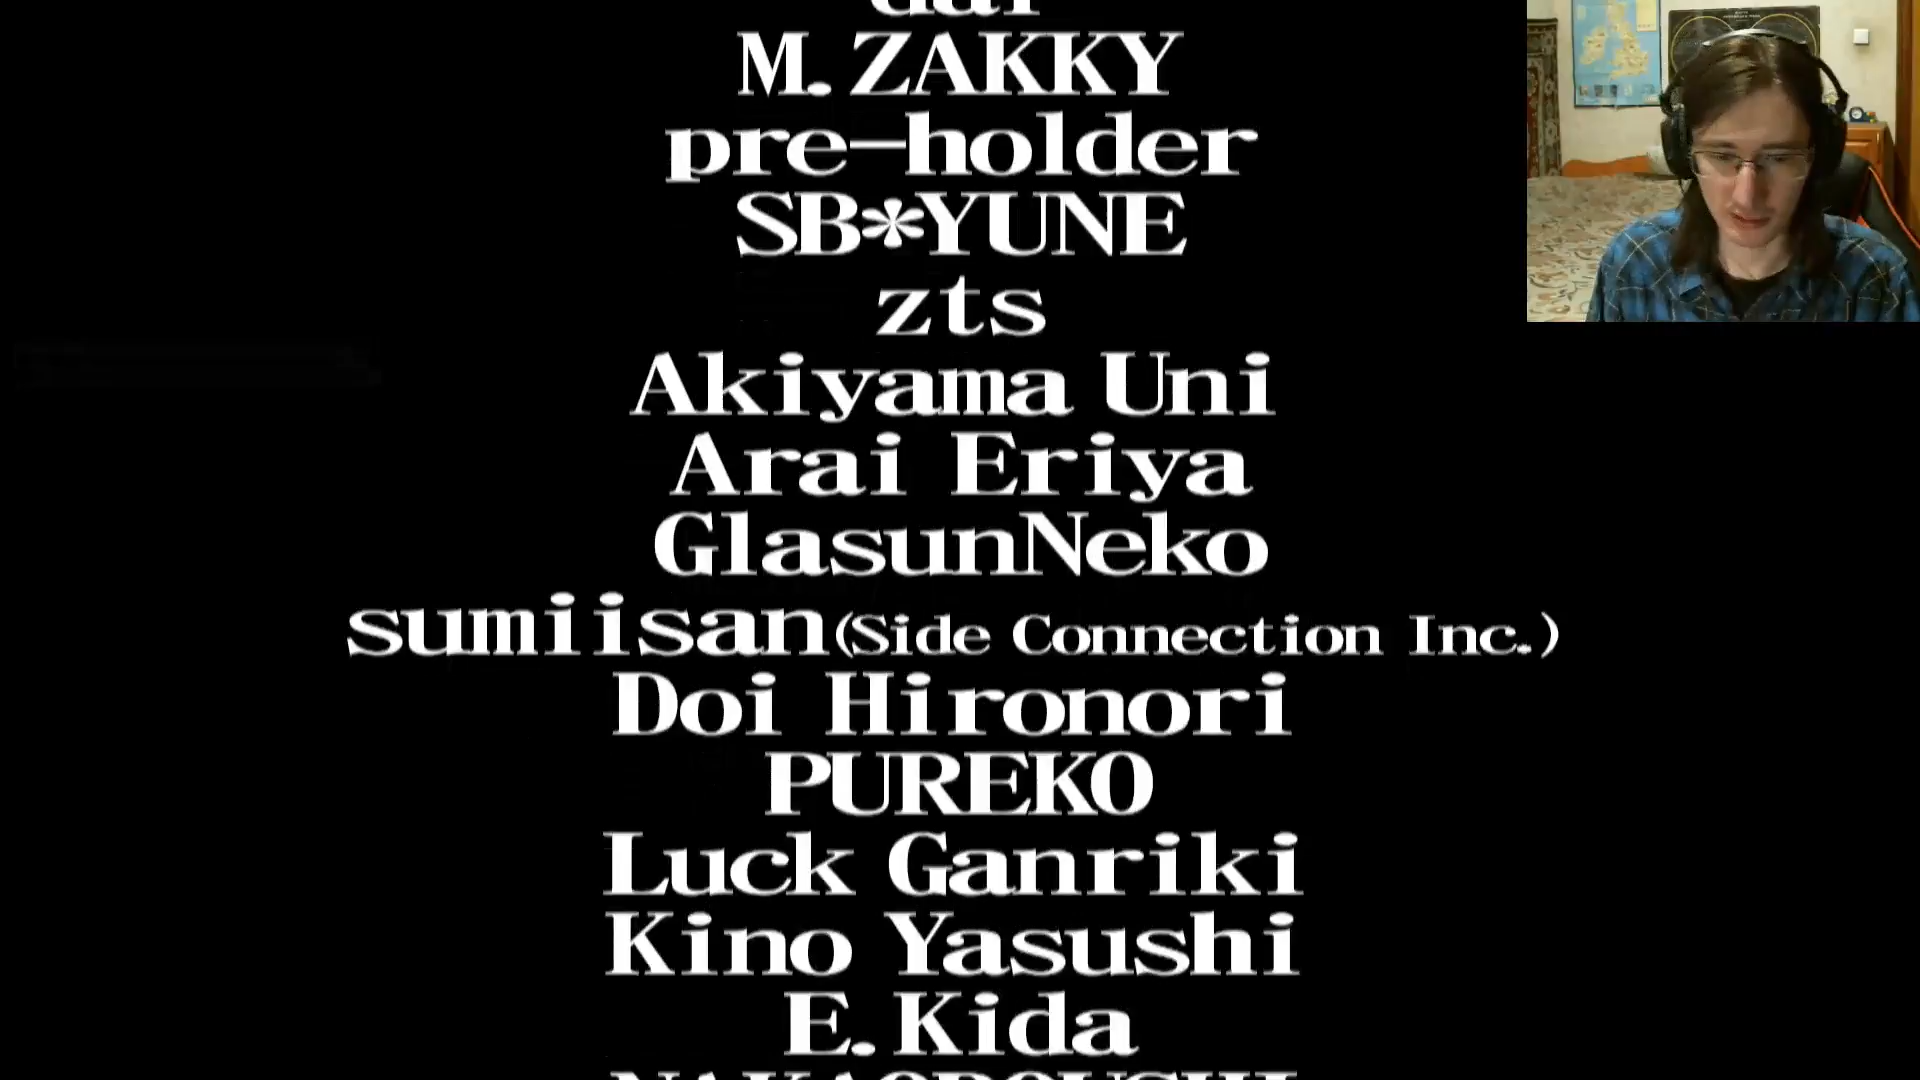 M.ZAKKY
pre-holder
SB*YUNE
zts
Akiyama Uni
Arai Eriya
GlasunNeko
sumiisan(Side Connection Inc.)
Doi Hironori
PUREKO
Luck Ganriki
Kino Yasushi
E.Kida